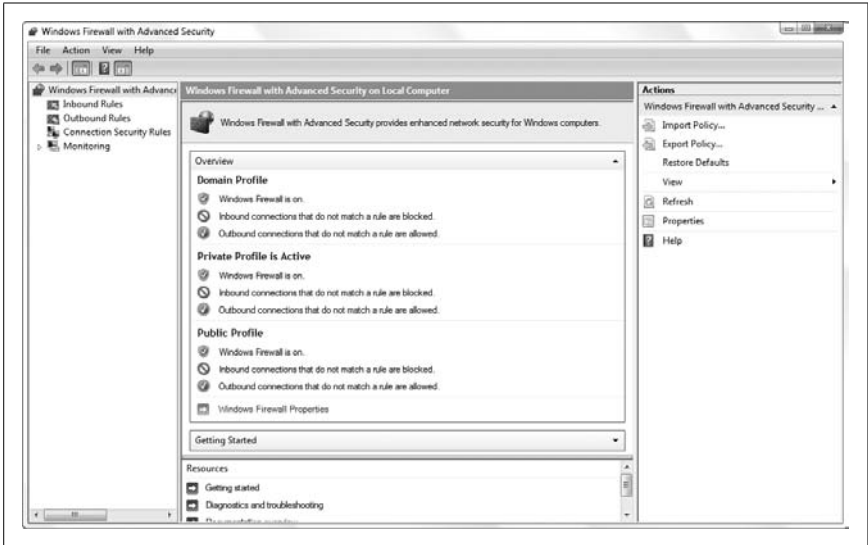 Windows Firewall with Advanced Security
File Action View Help
Windows Firewall with Advance
Inbound Rules
Outbound Rules
Connection Security Rules
Monitoring
Windows Firewall with Advanced Security on Local Computer
Windows Firewall with Advanced Security provides enhanced network security for Windows computers.
Overview
Domain Profile
Windows Firewall is on.
Inbound connections that do not match a rule are blocked.
Outbound connections that do not match a rule are allowed.
Private Profile is Active
Windows Firewall is on.
Inbound connections that do not match a rule are blocked.
Outbound connections that do not match a rule are allowed.
Public Profile
Windows Firewall is on.
Inbound connections that do not match a rule are blocked.
Outbound connections that do not match a rule are allowed.
Windows Firewall Properties
Getting Started
Resources
Getting started
Diagnostics and troubleshooting
Actions
Windows Firewall with Advanced Security ...
Import Policy...
Export Policy...
Restore Defaults
View
Refresh
Properties
Help